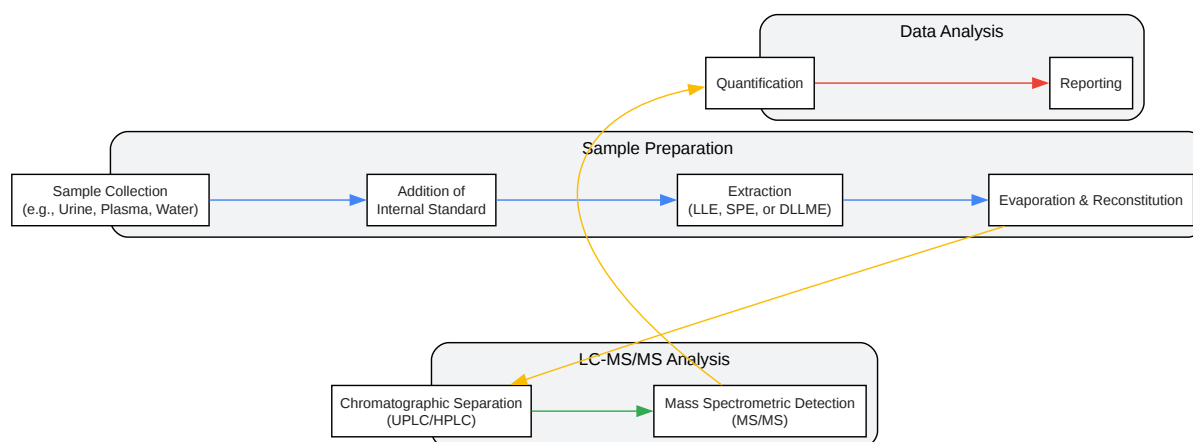 Data Analysis
Quantification
Reporting
Sample Preparation
Sample Collection
(e.g., Urine, Plasma, Water)
Addition of
Internal Standard
Extraction
(LLE, SPE, or DLLME)
Evaporation & Reconstitution
LC-MS/MS Analysis
Chromatographic Separation
(UPLC/HPLC)
Mass Spectrometric Detection
(MS/MS)